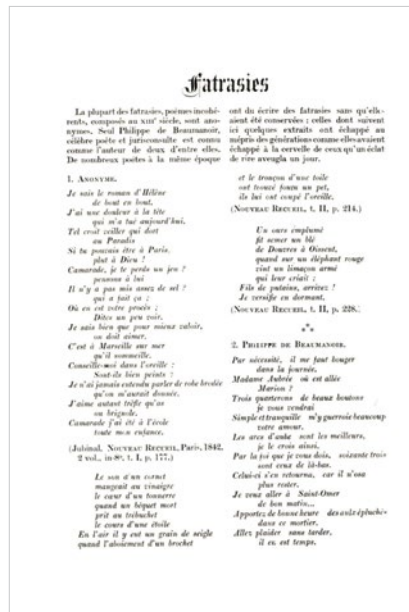 Fatrasies
La plupart des fatrasies, poèmes incohé-
rents, composés au XIIIe siècle, sont ano-
nymes. Seul Philippe de Beaumanoir,
célèbre poète et jurisconsulte est connu
comme l'auteur de deux d'entre elles.
De nombreux poètes à la même époque
ont du écrire des fatrasies sans qu'elles
aient été conservées : celles dont suivent
ici quelques extraits ont échappé au
mépris des générations comme elles avaient
échappé à la cervelle de ceux qu'un éclat
de rire aveugla un jour.
1. ANONYME.
Je sais le roman d'Hélène
de bout en bout.
J'ai une douleur à la tête
qui m'a tué aujourd'hui.
Tel croit veiller qui dort
au Paradis
Si tu pouvais être à Paris.
plut à Dieu !
Camarade, je te perds un jeu ?
pensons à lui
Il n'y a pas mis assez de sel ?
qui a fait ça ;
Où en est votre procès ;
Dites un peu voir.
Je sais bien que pour mieux valoir,
on doit aimer.
C'est à Marseille sur mer
qu'il sommeille.
Conseille-moi dans l'oreille :
Sont-ils bien peints ?
Je n'ai jamais entendu parler de robe brodée
qu'on m'aurait donnée.
J'aime autant trèfle qu'as
ou brignole.
Camarade j'ai été à l'école
toute mon enfance.
(Jubinal, NOUVEAU RECUEIL, Paris, 1842,
2 vol., in-8°, t. I, p. 177.)
Le son d'un cornet
mangeait au vinaigre
le cœur d'un tonnerre
quand un béquet mort
prit au trébuchet
le cours d'une étoile
En l'air il y eut un grain de seigle
quand l'aboiement d'un brochet
et le tronçon d'une toile
ont trouvé foutu un pet,
ils lui ont coupé l'oreille.
(NOUVEAU RECUEIL, t. II, p. 214.)
Un ours emplumé
fit semer un blé
de Douvres à Oissent,
quand sur un éléphant rouge
vint un limaçon armé
qui leur criait :
Fils de putains, arrivez !
Je versifie en dormant.
(NOUVEAU RECUEIL, t. II, p. 228.)
2. PHILIPPE DE BEAUMANOIR.
Par nécessité, il me faut bouger
dans la journée.
Madame Aubrée où est allée
Marion ?
Trois quarterons de beaux boutons
je vous vendrai
Simple et tranquille m'y guerroie beaucoup
votre amour.
Les arcs d'aube sont les meilleurs,
je le crois ainsi.
Par la foi que je vous dois, soixante trois
sont ceux de là-bas.
Celui-ci s'en retourna, car il n'osa
plus rester.
Je veux aller à Saint-Omer
de bon matin...
Apportez de bonne heure des aulx épluchés
dans ce mortier.
Allez plaider sans tarder.
il en est temps.